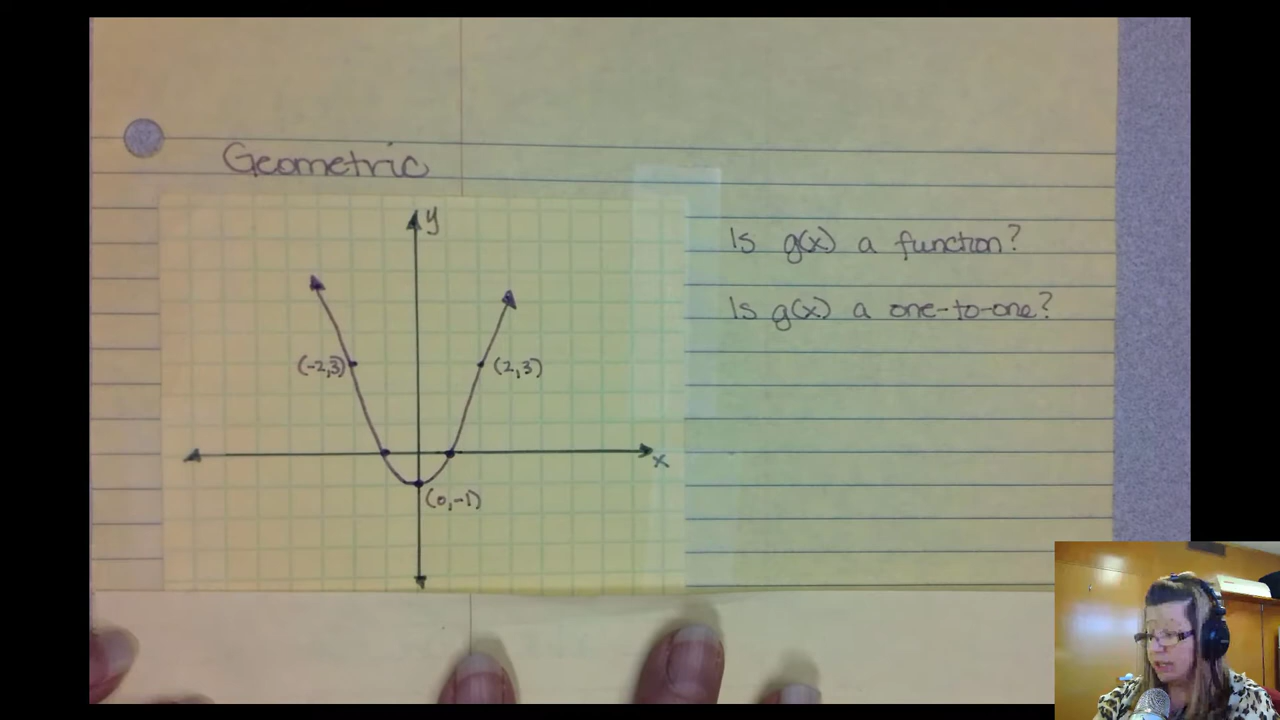 Geometric
y
Is g(x) a function?
Is g(x) a one-to-one?
(-2,3)
(2,3)
x
(0,-1)